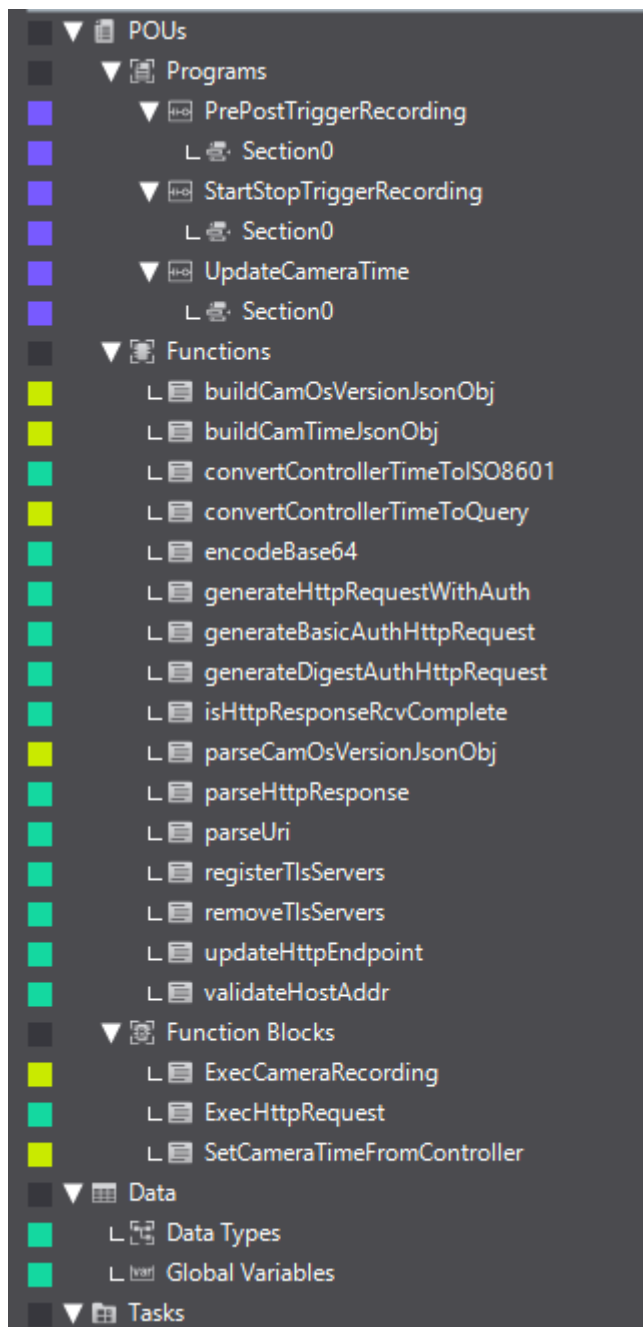 POUs
Programs
PrePostTriggerRecording
Section0
StartStopTriggerRecording
Section0
UpdateCameraTime
Section0
Functions
buildCamOsVersionJsonObj
buildCamTimeJsonObj
convertControllerTimeToISO8601
convertControllerTimeToQuery
encodeBase64
generateHttpRequestWithAuth
generateBasicAuthHttpRequest
generateDigestAuthHttpRequest
isHttpResponseRcvComplete
parseCamOsVersionJsonObj
parseHttpResponse
parseUri
registerTlsServers
removeTlsServers
updateHttpEndpoint
validateHostAddr
Function Blocks
ExecCameraRecording
ExecHttpRequest
SetCameraTimeFromController
Data
Data Types
Global Variables
Tasks